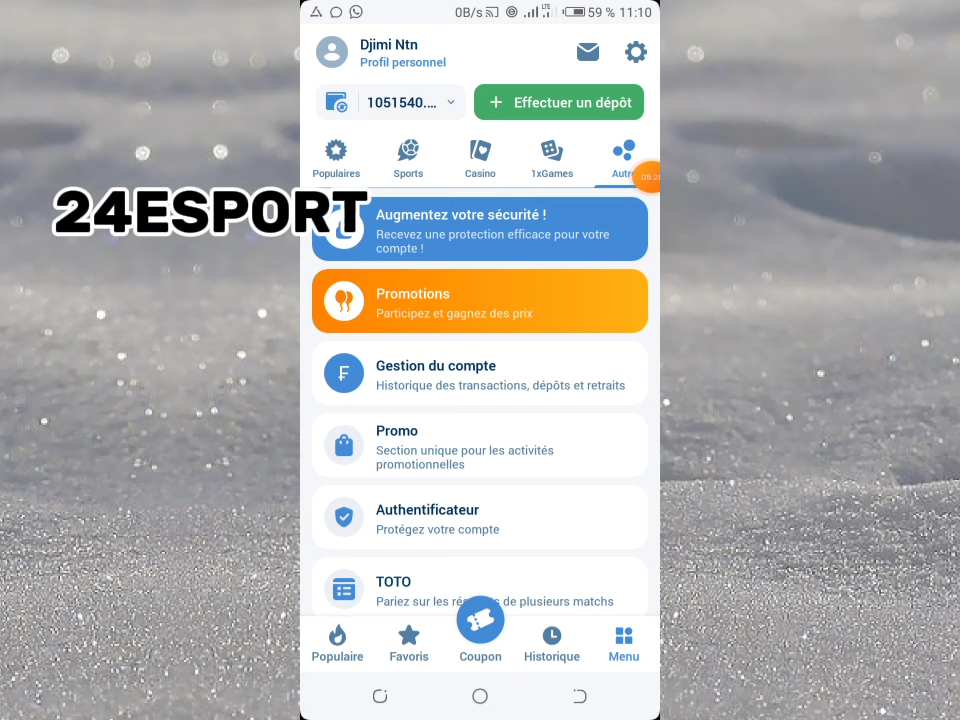 0B/s LTE 59 % 11:10
Djimi Ntn
Profil personnel
1051540.... Effectuer un dépôt
Populaires Sports Casino 1xGames
24ESPORT
Augmentez votre sécurité !
Recevez une protection efficace pour votre
compte !
Promotions
Participez et gagnez des prix
Gestion du compte
Historique des transactions, dépôts et retraits
Promo
Section unique pour les activités
promotionnelles
Authentificateur
Protégez votre compte
TOTO
Pariez sur les de plusieurs matchs
Populaire Favoris Coupon Historique Menu